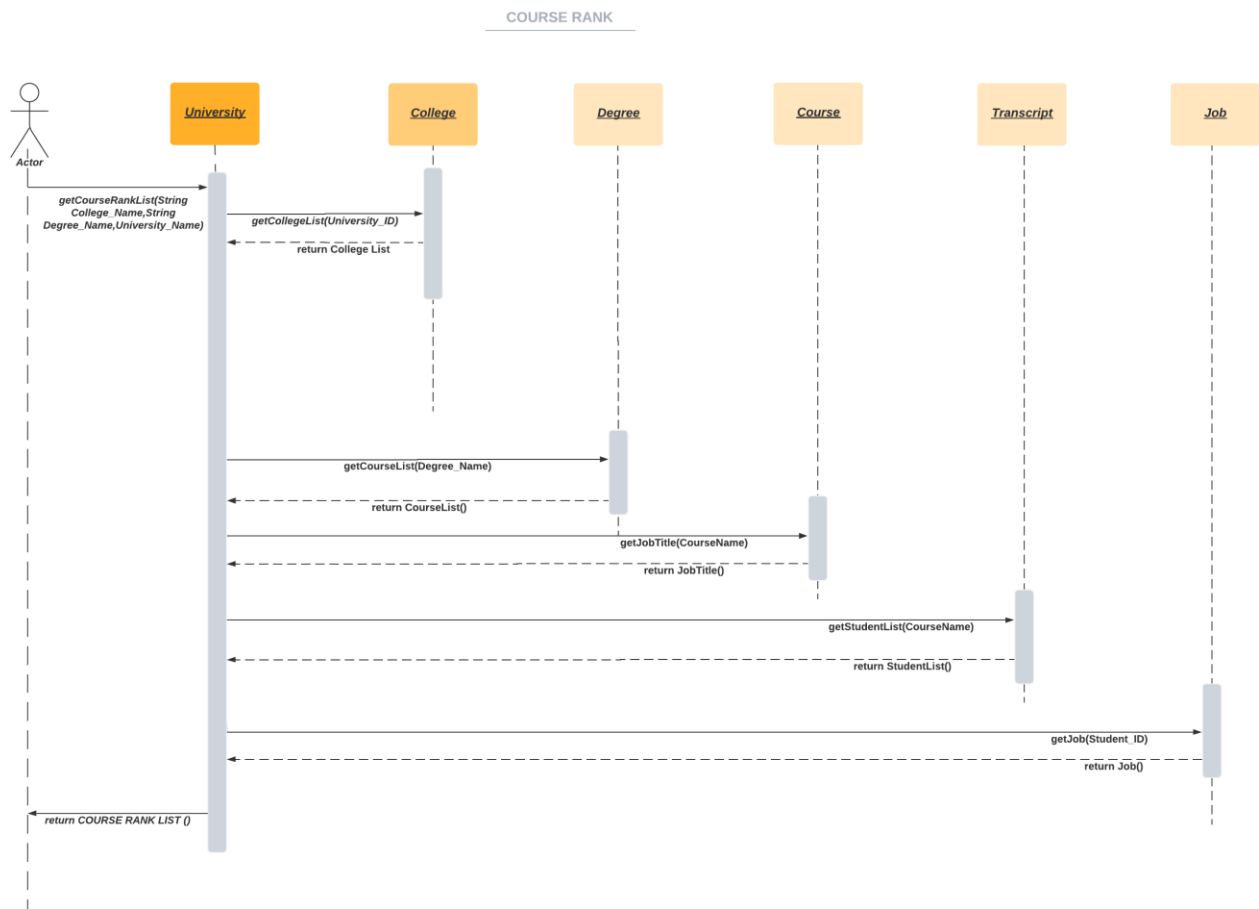 COURSE RANK
University
College
Degree
Course
Transcript
Job
Actor
getCourseRankList(String
College_Name,String
Degree_Name,University_Name)
getCollegeList(University_ID)
return College List
getCourseList(Degree_Name)
return CourseList()
getJobTitle(CourseName)
return JobTitle()
getStudentList(CourseName)
return StudentList()
getJob(Student_ID)
return Job()
return COURSE RANK LIST ()